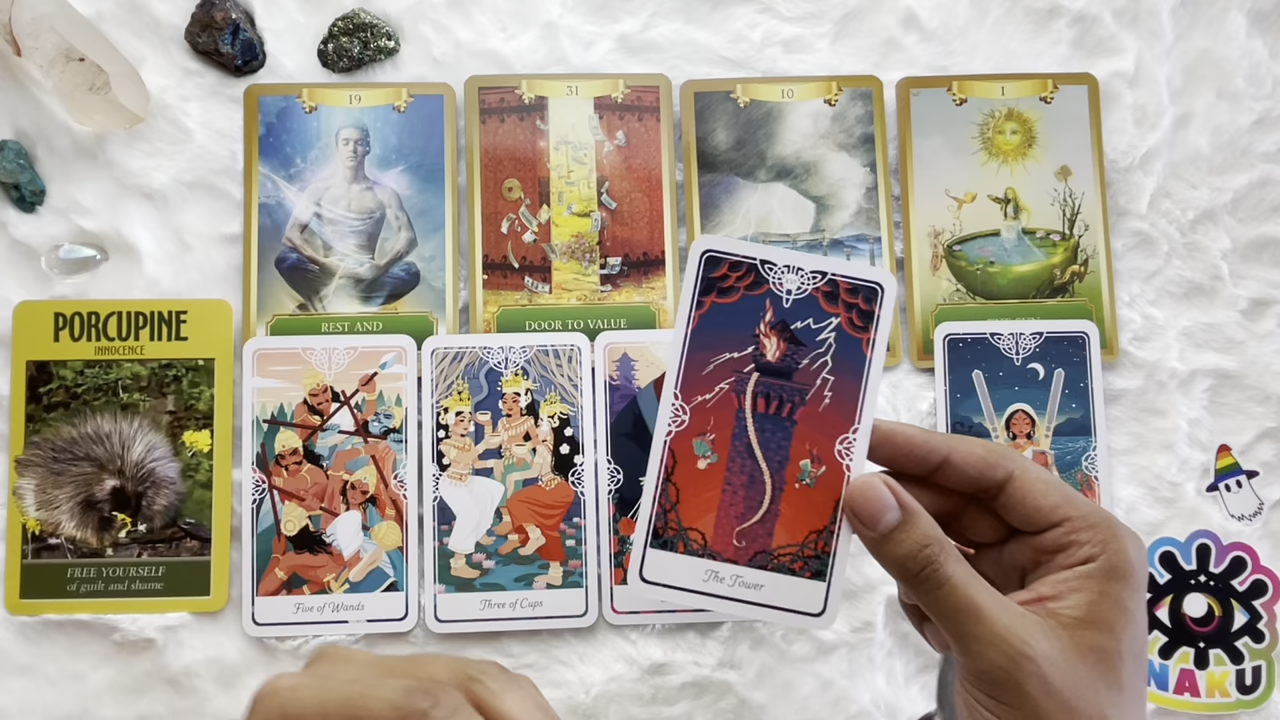 19
31
10
I
REST AND
DOOR TO VALUE
PORCUPINE
INNOCENCE
FREE YOURSELF
of guilt and shame
Five of Wands
Three of Cups
XVI
The Tower
NAKU